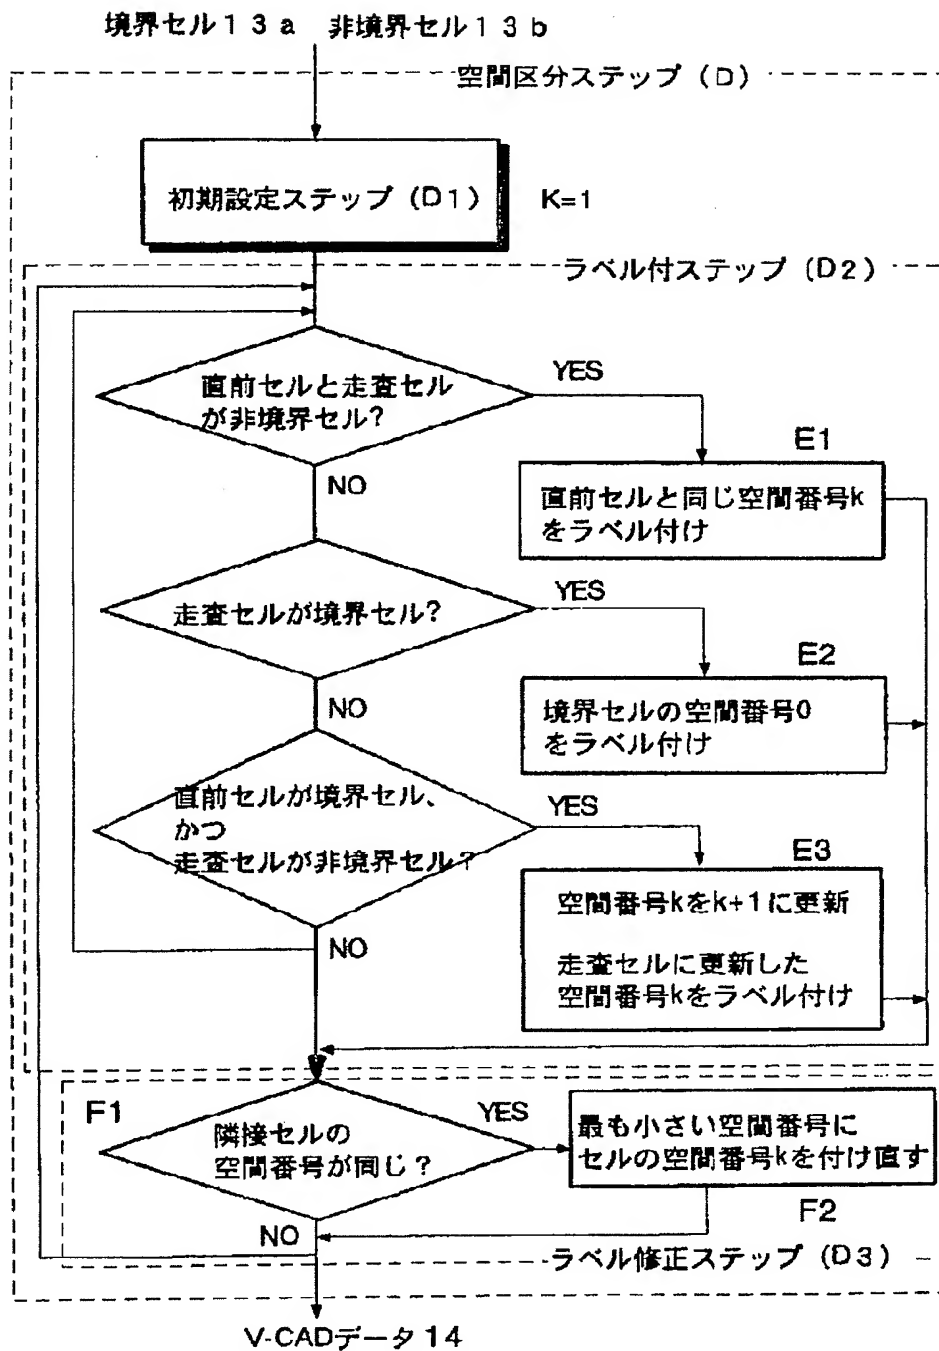 境界セル13a 非境界セル13b
空間区分ステップ(D)
初期設定ステップ(D1)
K=1
ラベル付ステップ(D2)
直前セルと走査セル
が非境界セル?
YES
NO
E1
直前セルと同じ空間番号k
をラベル付け
走査セルが境界セル?
YES
NO
E2
境界セルの空間番号0
をラベル付け
直前セルが境界セル、
かつ
走査セルが非境界セル?
YES
NO
E3
空間番号kをk+1に更新
走査セルに更新した
空間番号kをラベル付け
F1
隣接セルの
空間番号が同じ?
YES
NO
最も小さい空間番号に
セルの空間番号kを付け直す
F2
ラベル修正ステップ(D3)
V-CADデータ14